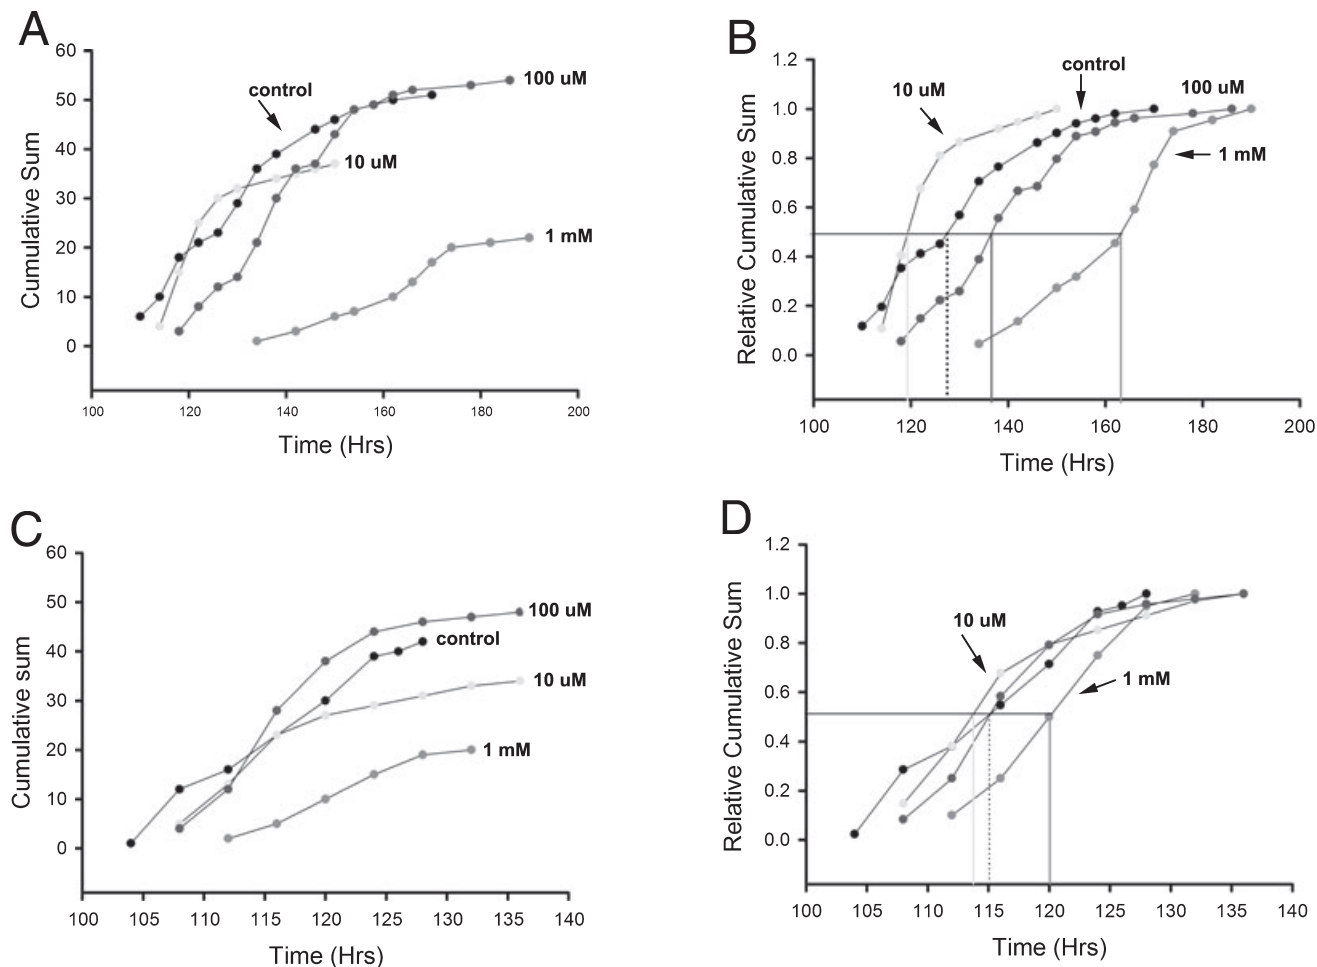 A
60
50
40
30
20
10
0
Cumulative Sum
control
100 uM
10 uM
1 mM
100 120 140 160 180 200
Time (Hrs)
B
1.2
1.0
0.8
0.6
0.4
0.2
0.0
Relative Cumulative Sum
control
10 uM
100 uM
1 mM
100 120 140 160 180 200
Time (Hrs)
C
60
50
40
30
20
10
0
Cumulative sum
100 uM
control
10 uM
1 mM
100 105 110 115 120 125 130 135 140
Time (Hrs)
D
1.2
1.0
0.8
0.6
0.4
0.2
0.0
Relative Cumulative Sum
10 uM
1 mM
100 105 110 115 120 125 130 135 140
Time (Hrs)